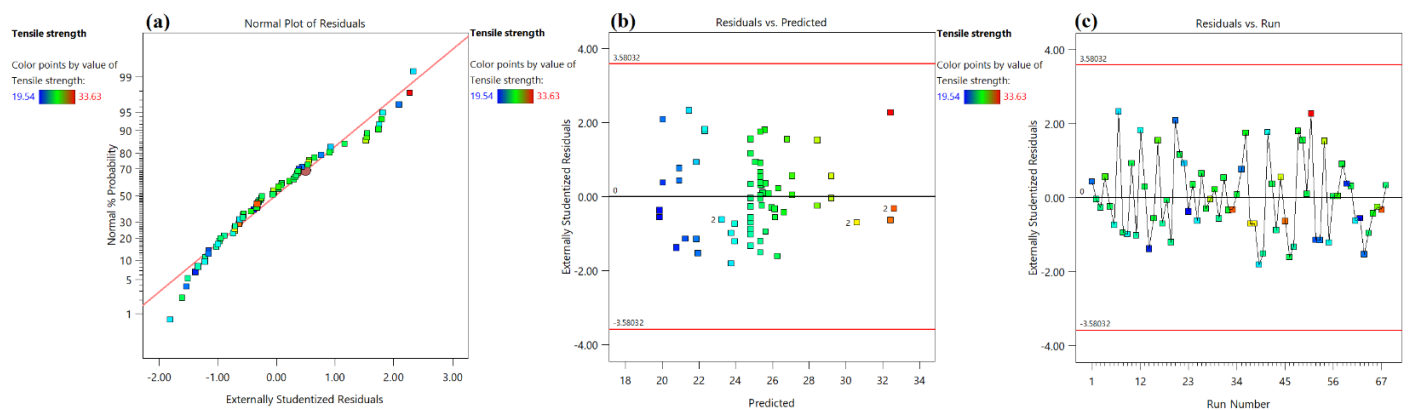 (a)
Normal Plot of Residuals
Tensile strength
Color points by value of
Tensile strength:
19.54 33.63
Normal % Probability
99
95
90
80
70
50
30
20
10
5
1
-2.00 -1.00 0.00 1.00 2.00 3.00
Externally Studentized Residuals
(b)
Residuals vs. Predicted
Tensile strength
Color points by value of
Tensile strength:
19.54 33.63
Externally Studentized Residuals
4.00
2.00
0.00
-2.00
-4.00
3.58032
0
-3.58032
2
2
2
18 20 22 24 26 28 30 32 34
Predicted
(c)
Residuals vs. Run
Tensile strength
Color points by value of
Tensile strength:
19.54 33.63
Externally Studentized Residuals
4.00
2.00
0.00
-2.00
-4.00
3.58032
0
-3.58032
1 12 23 34 45 56 67
Run Number